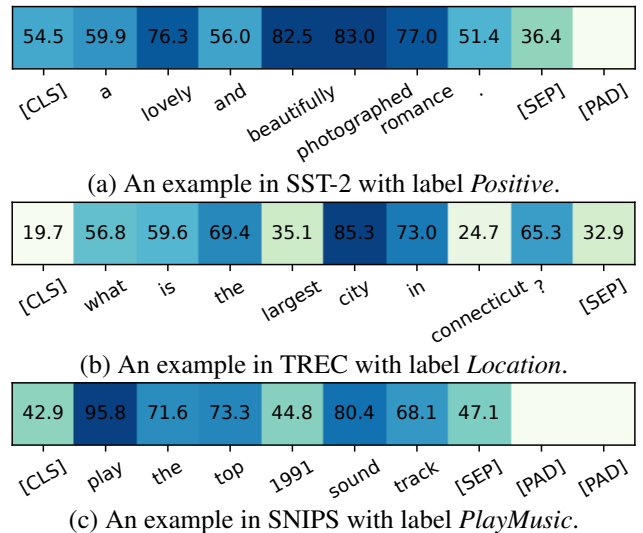 54.5 59.9 76.3 56.0 82.5 83.0 77.0 51.4 36.4
[CLS] a lovely and beautifully photographed romance . [SEP] [PAD]
(a) An example in SST-2 with label Positive.
19.7 56.8 59.6 69.4 35.1 85.3 73.0 24.7 65.3 32.9
[CLS] what is the largest city in connecticut ? [SEP]
(b) An example in TREC with label Location.
42.9 95.8 71.6 73.3 44.8 80.4 68.1 47.1
[CLS] play the top 1991 sound track [SEP] [PAD] [PAD]
(c) An example in SNIPS with label PlayMusic.